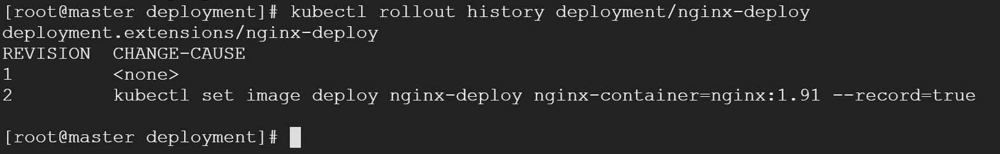 [root@master deployment]# kubectl rollout history deployment/nginx-deploy
deployment.extensions/nginx-deploy
REVISION  CHANGE-CAUSE
1         <none>
2         kubectl set image deploy nginx-deploy nginx-container=nginx:1.91 --record=true
[root@master deployment]#